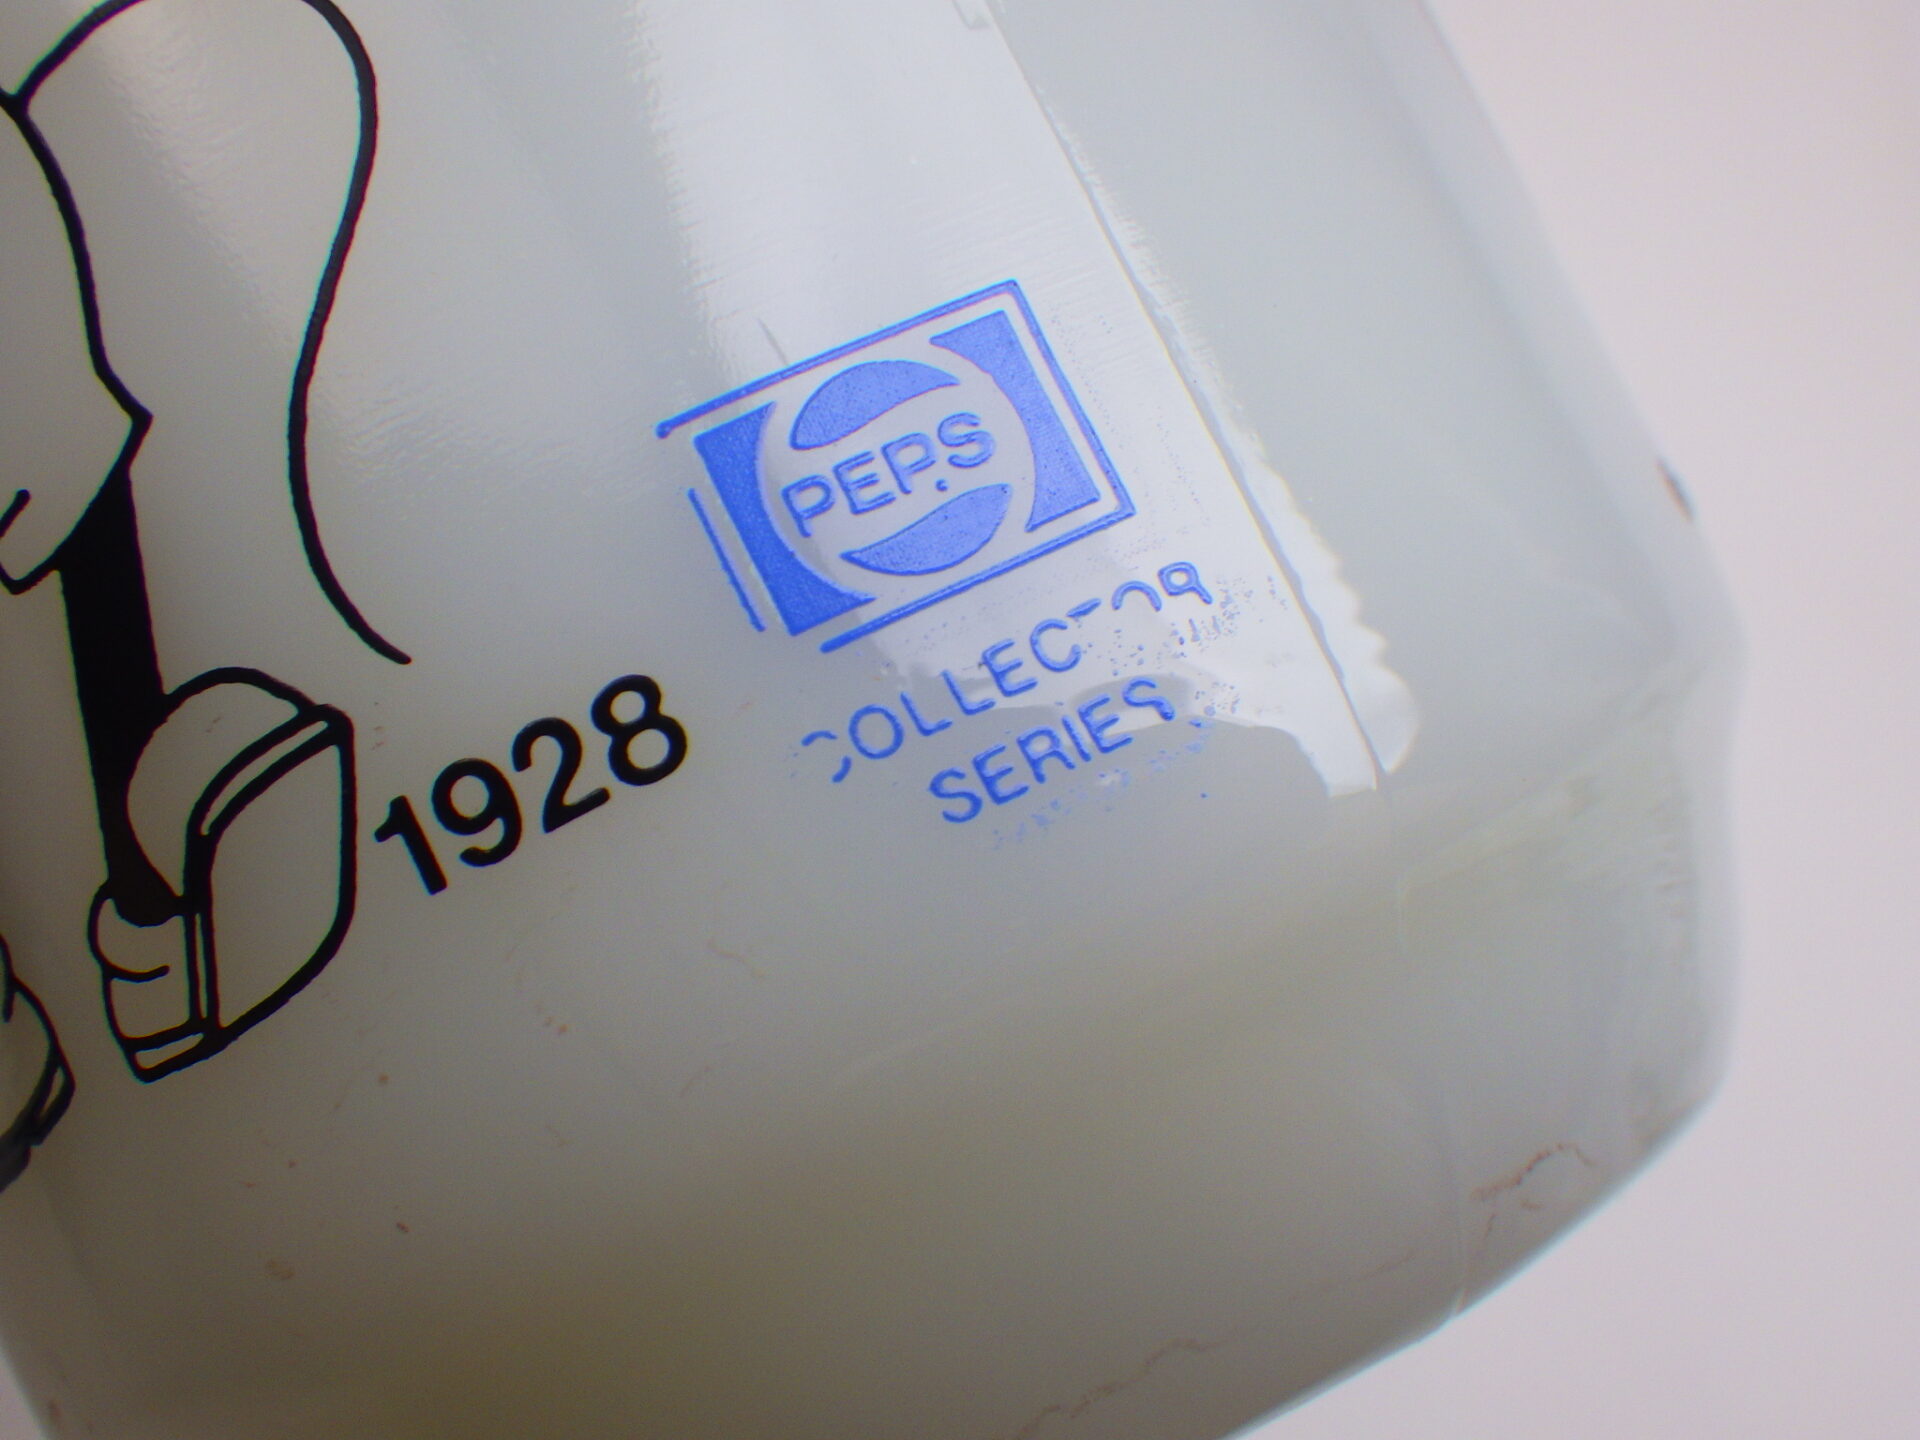 PEPSI
COLLECTOR
SERIES
1928